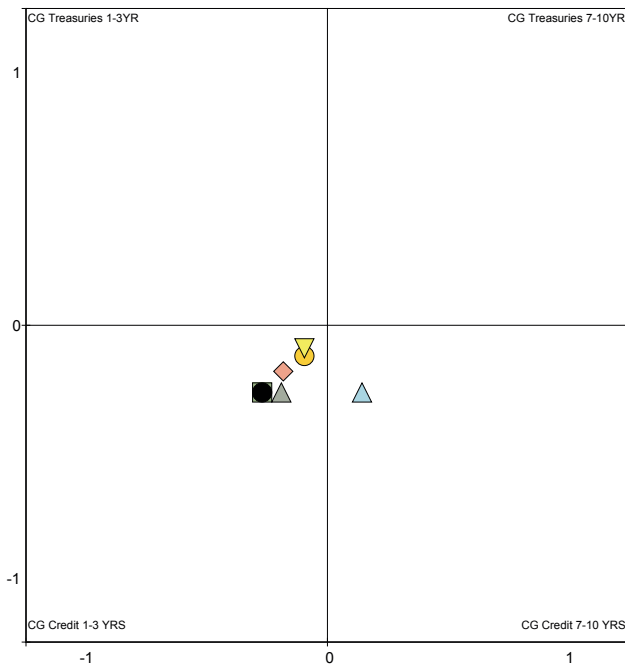 CG Treasuries 1-3YR
CG Treasuries 7-10YR
1
0
-1
CG Credit 1-3 YRS
CG Credit 7-10 YRS
-1
0
1